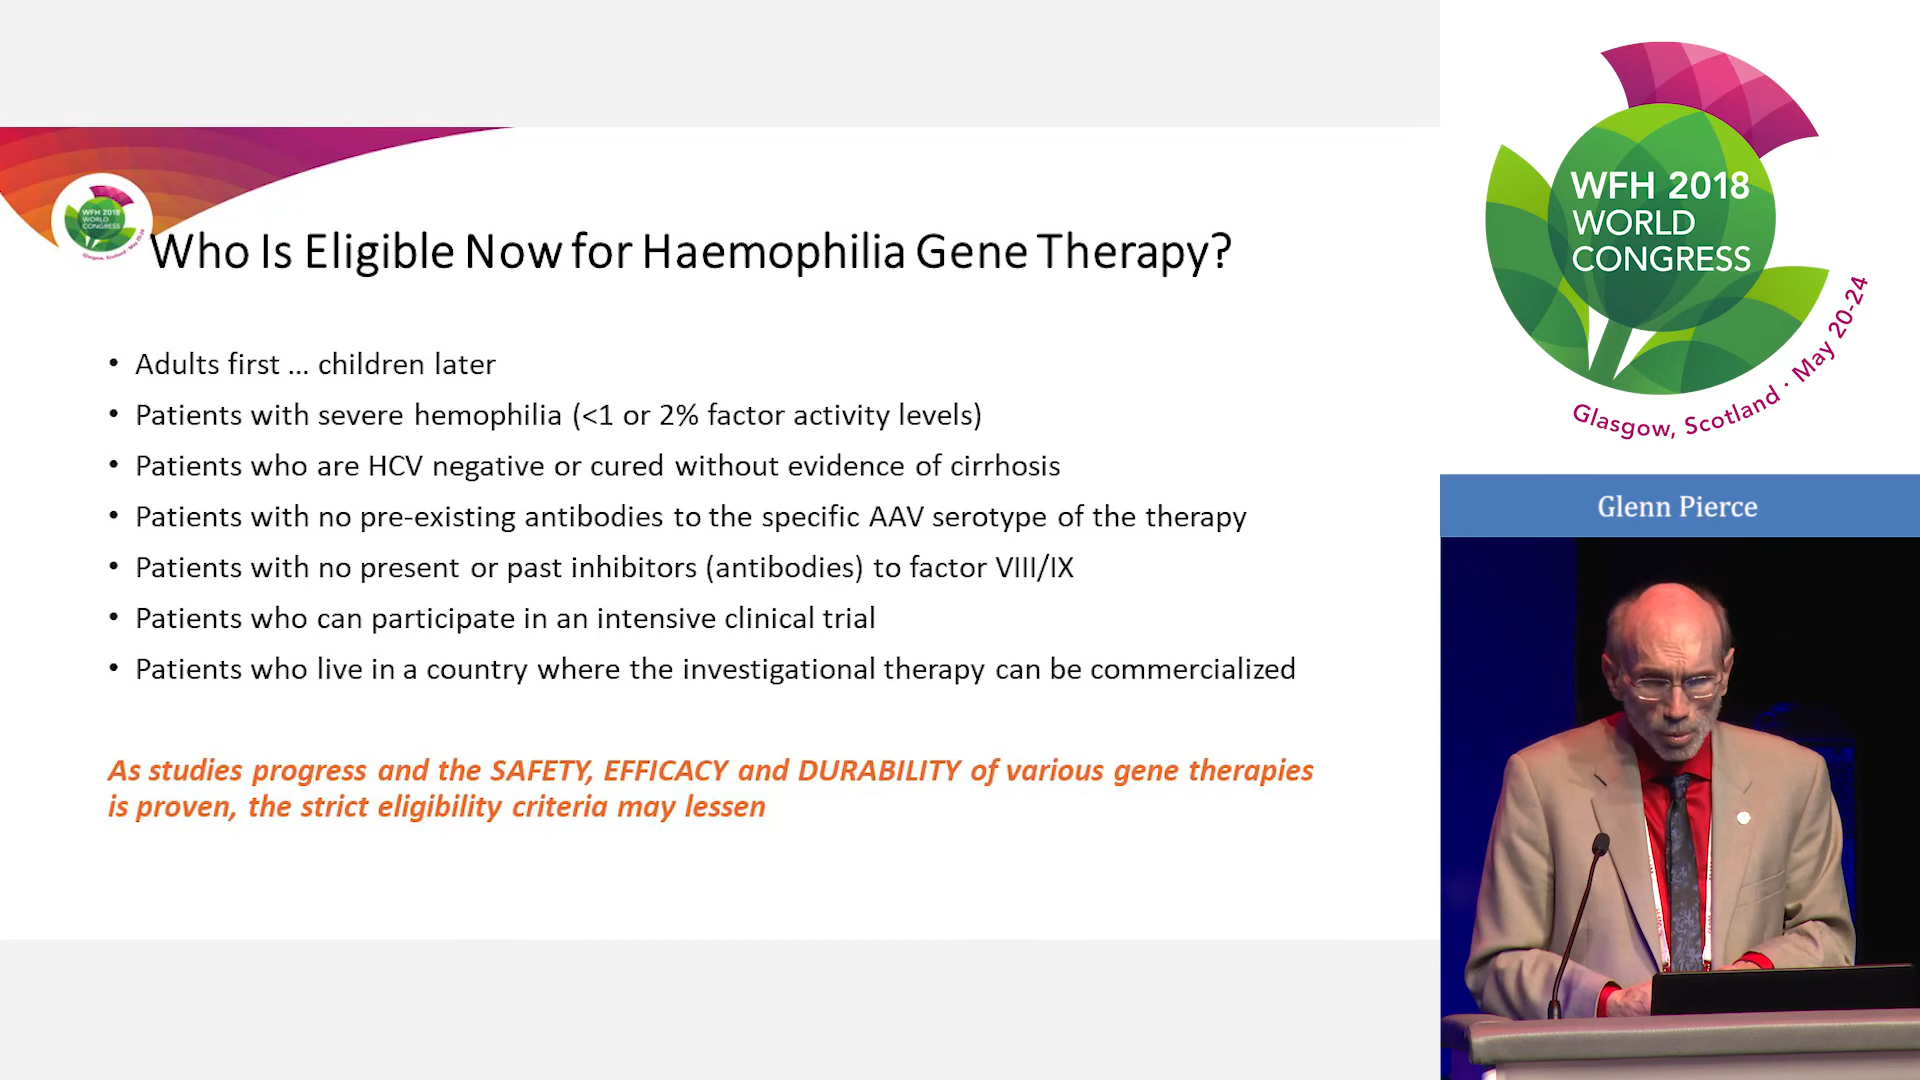 WFH 2018
WORLD
CONGRESS
Who Is Eligible Now for Haemophilia Gene Therapy?
• Adults first ... children later
• Patients with severe hemophilia (<1 or 2% factor activity levels)
• Patients who are HCV negative or cured without evidence of cirrhosis
• Patients with no pre-existing antibodies to the specific AAV serotype of the therapy
• Patients with no present or past inhibitors (antibodies) to factor VIII/IX
• Patients who can participate in an intensive clinical trial
• Patients who live in a country where the investigational therapy can be commercialized
As studies progress and the SAFETY, EFFICACY and DURABILITY of various gene therapies
is proven, the strict eligibility criteria may lessen
WFH 2018
WORLD
CONGRESS
Glasgow, Scotland · May 20-24
Glenn Pierce